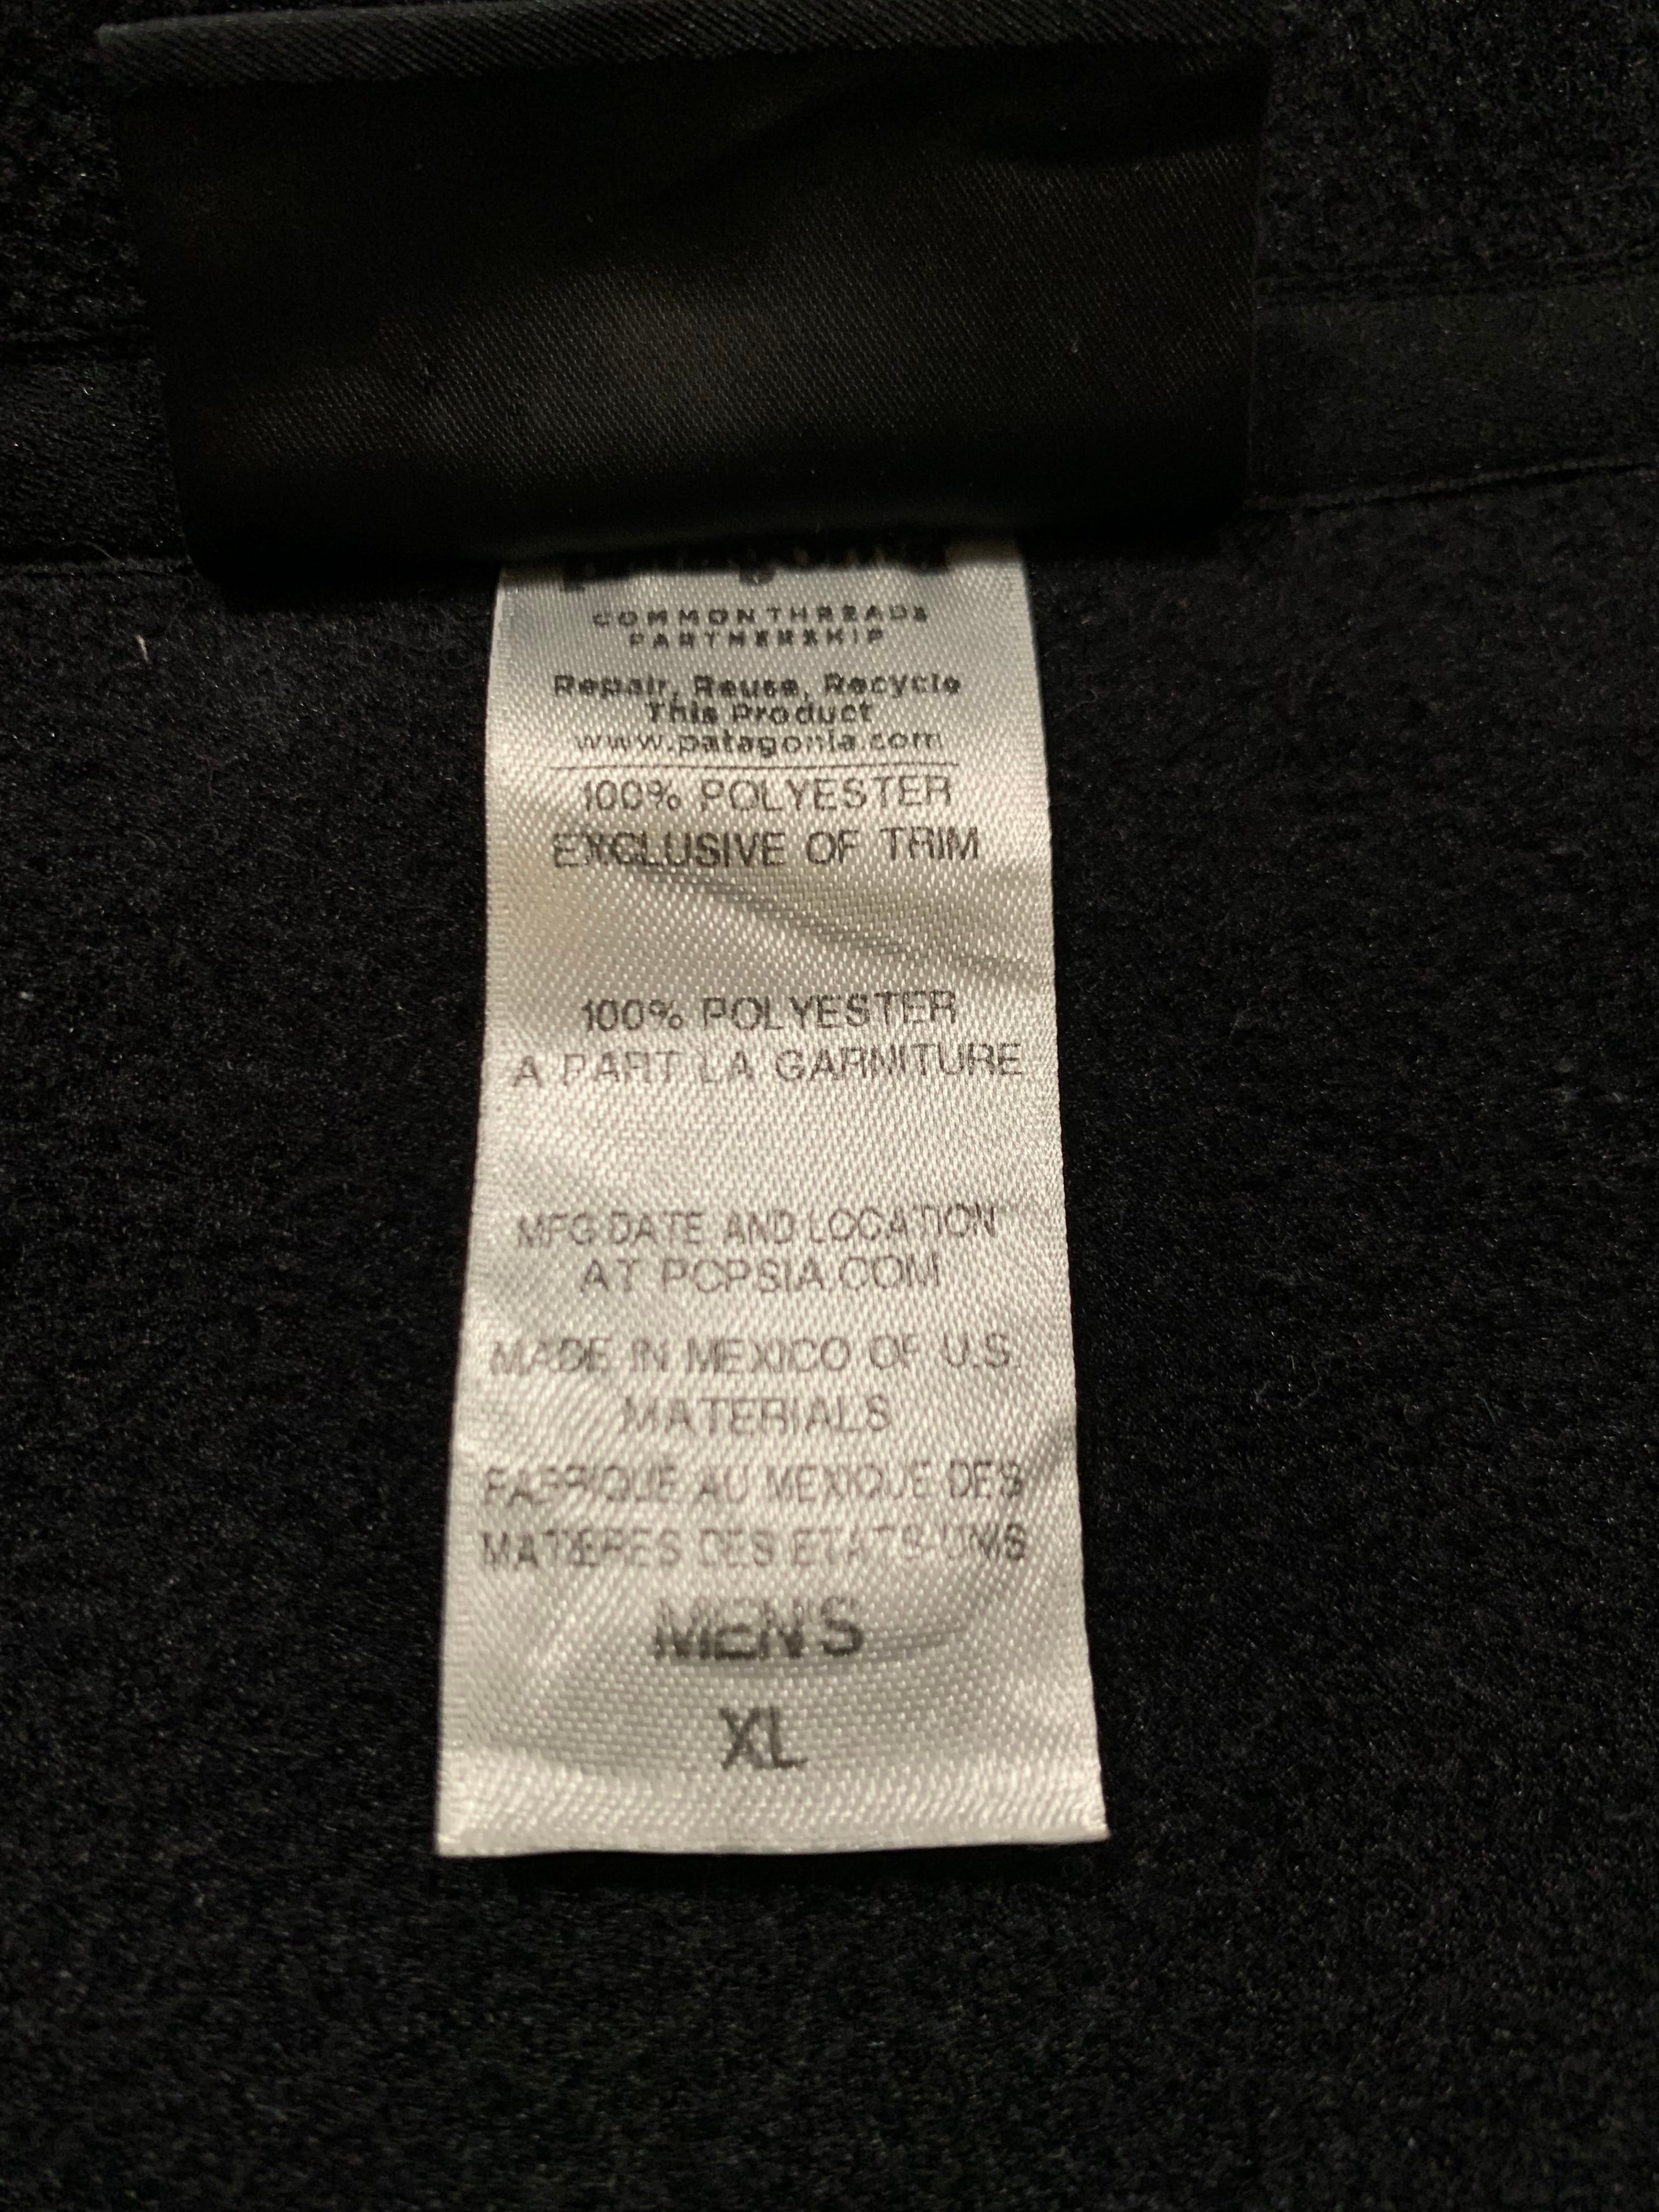 COMMON THREADS
PARTNERSHIP
Repair, Reuse, Recycle
This Product
www.patagonia.com
100% POLYESTER
EXCLUSIVE OF TRIM
100% POLYESTER
A PART LA GARNITURE
MFG DATE AND LOCATION
AT PCPSIA.COM
MADE IN MEXICO OF U.S
MATERIALS
FABRIQUE AU MEXIQUE DES
MATIERES DES ETATS-UNIS
MEN'S
XL